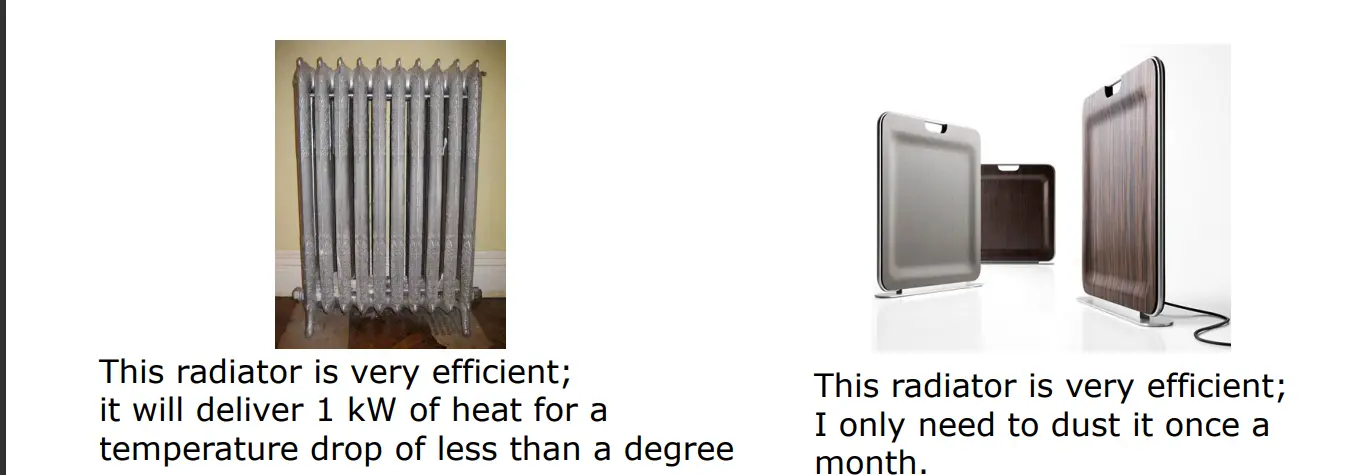 This radiator is very efficient;
it will deliver 1 kW of heat for a
temperature drop of less than a degree
This radiator is very efficient;
I only need to dust it once a
month.